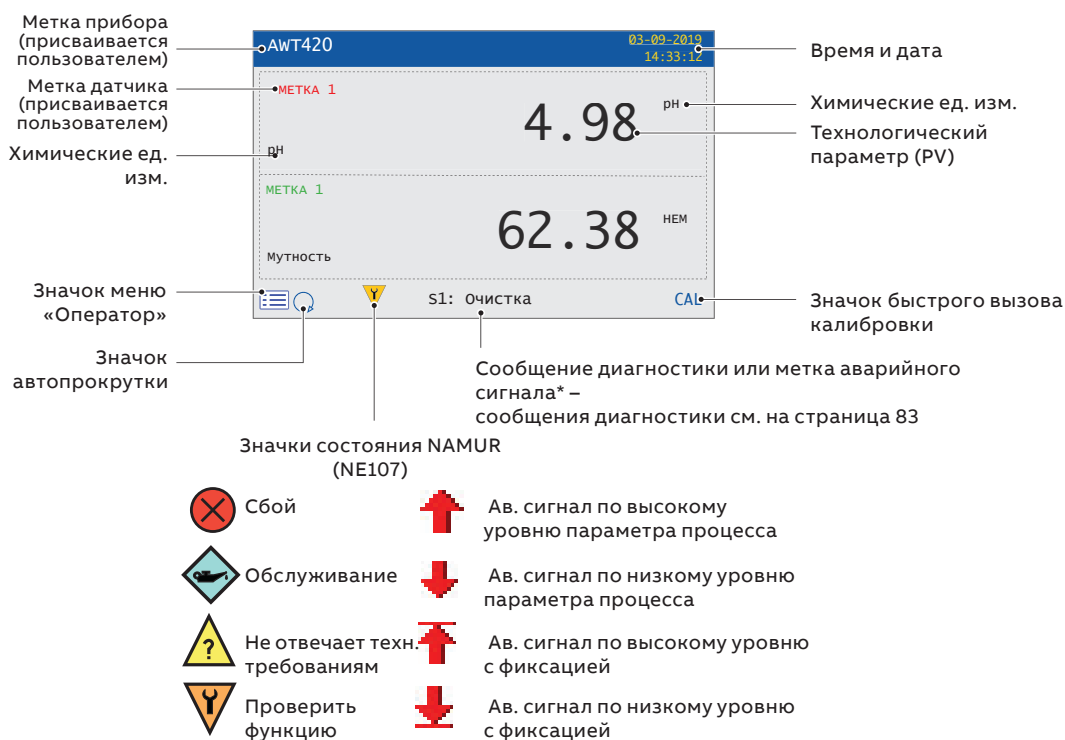 Метка прибора
(присваивается
пользователем)
Метка датчика
(присваивается
пользователем)
Химические ед.
изм.
Значок меню
«Оператор»
Значок
автопрокрутки
AWT420
03-09-2019
14:33:12
МЕТКА 1
4.98
pH
pH
МЕТКА 1
62.38
НЕМ
Мутность
S1: Очистка
CAL
Время и дата
Химические ед. изм.
Технологический
параметр (PV)
Значок быстрого вызова
калибровки
Сообщение диагностики или метка аварийного
сигнала* –
сообщения диагностики см. на страница 83
Значки состояния NAMUR
(NE107)
Сбой
Ав. сигнал по высокому
уровню параметра процесса
Обслуживание
Ав. сигнал по низкому уровню
параметра процесса
?
Не отвечает техн.
требованиям
Ав. сигнал по высокому уровню
с фиксацией
Проверить
функцию
Ав. сигнал по низкому уровню
с фиксацией